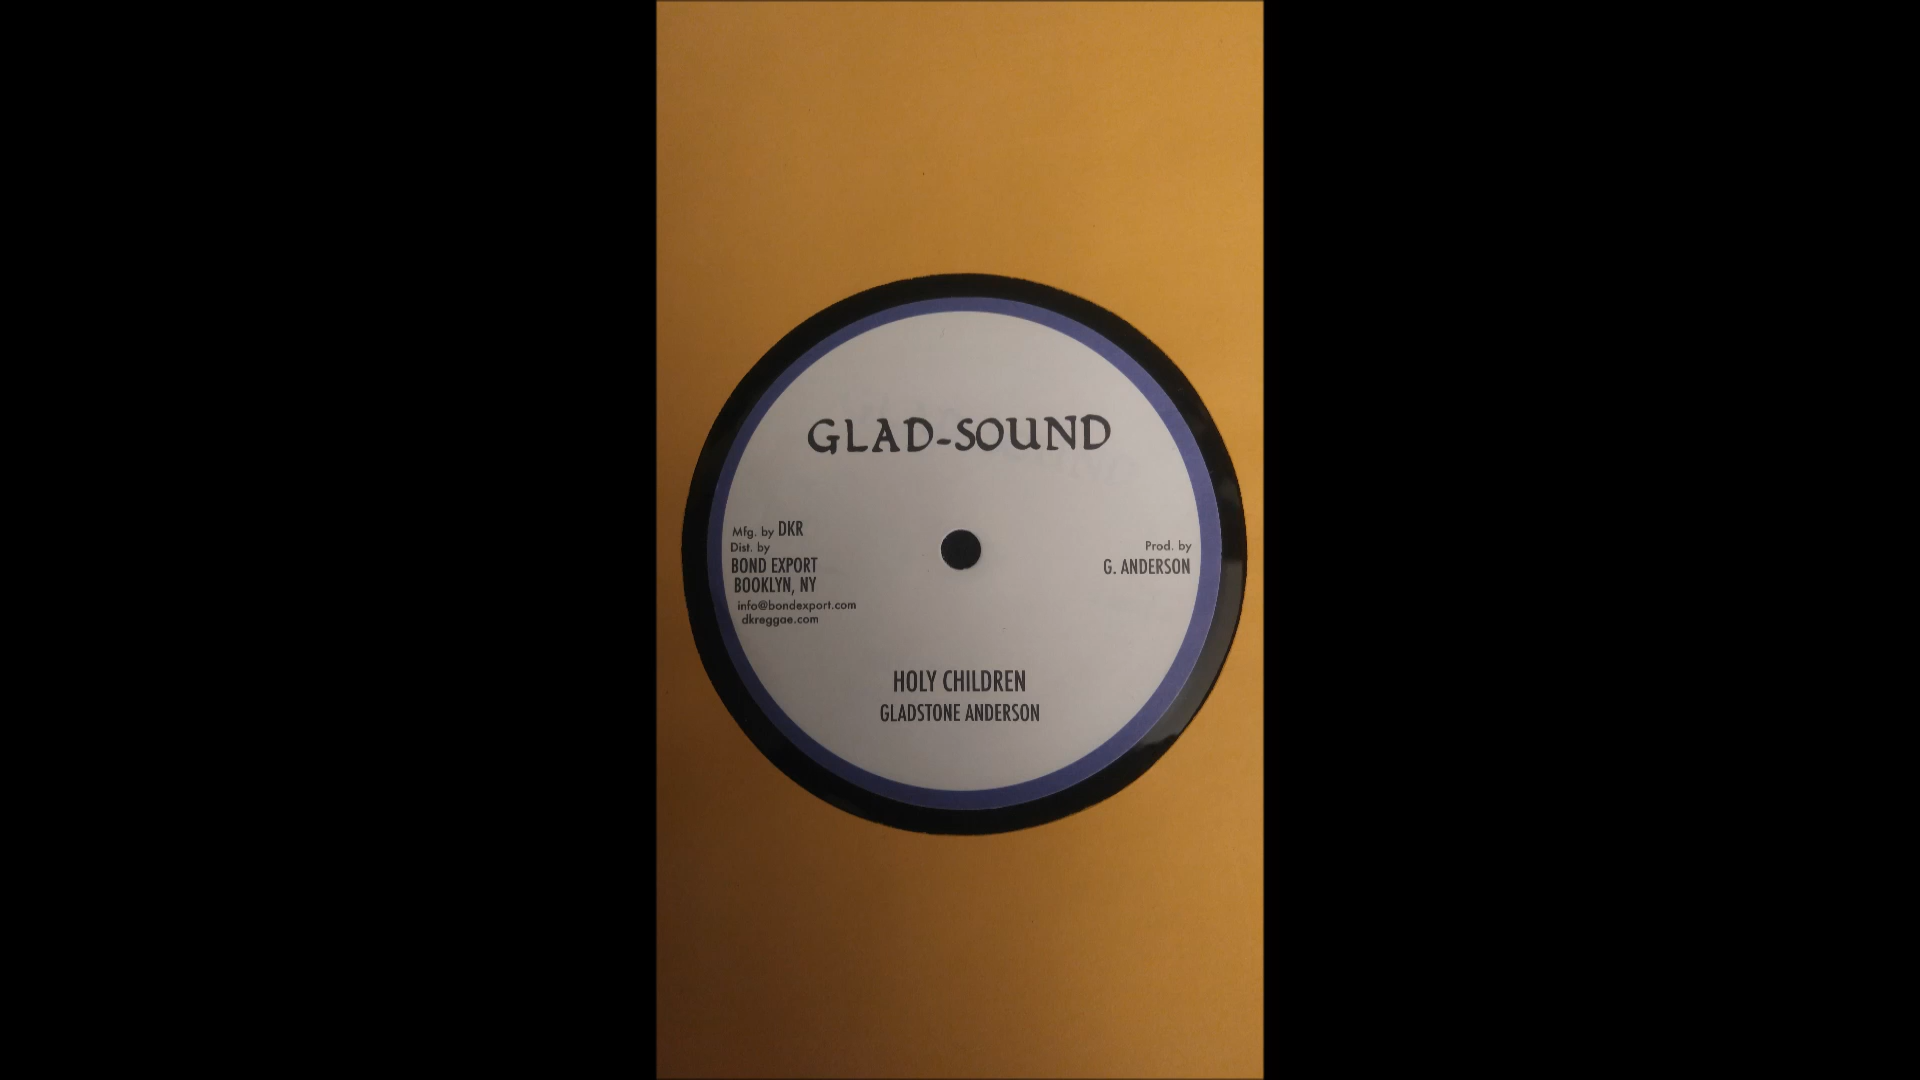 GLAD-SOUND
Mfg. by DKR
Dist. by
BOND EXPORT
BOOKLYN, NY
info@bondexport.com
dkreggae.com
Prod. by
G. ANDERSON
HOLY CHILDREN
GLADSTONE ANDERSON